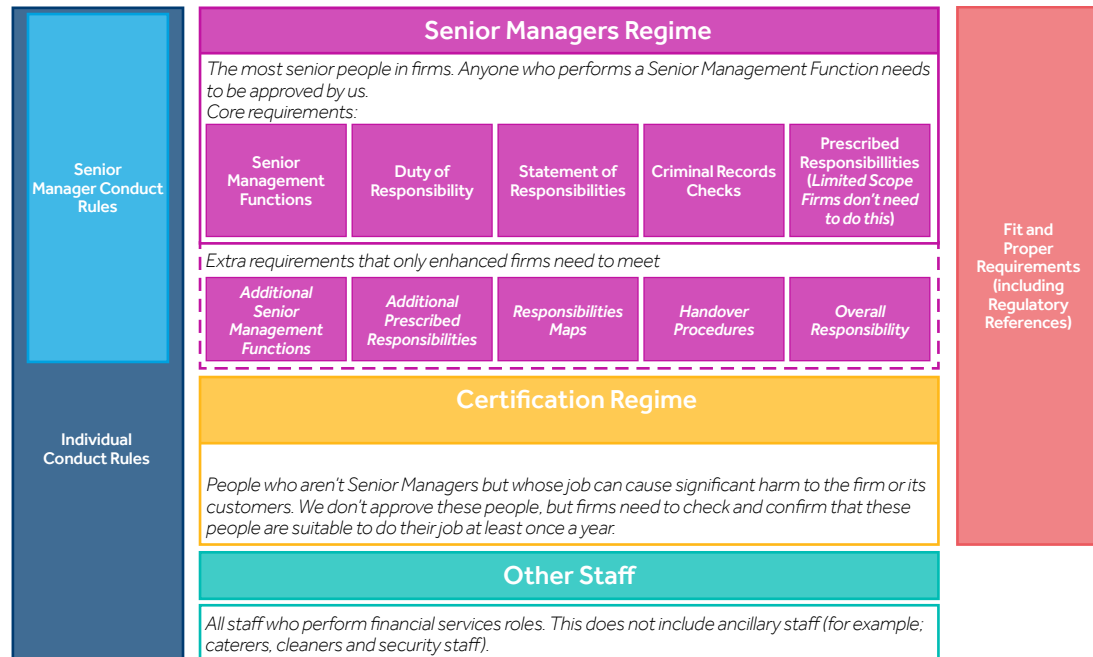 Senior Managers Regime
The most senior people in firms. Anyone who performs a Senior Management Function needs
to be approved by us.
Core requirements:
Senior
Management
Functions
Duty of
Responsibility
Statement of
Responsibilities
Criminal Records
Checks
Prescribed
Responsibillities
(Limited Scope
Firms don't need
to do this)
Extra requirements that only enhanced firms need to meet
Additional
Senior
Management
Functions
Additional
Prescribed
Responsibilities
Responsibilities
Maps
Handover
Procedures
Overall
Responsibility
Senior
Manager Conduct
Rules
Individual
Conduct Rules
Certification Regime
People who aren't Senior Managers but whose job can cause significant harm to the firm or its
customers. We don't approve these people, but firms need to check and confirm that these
people are suitable to do their job at least once a year.
Other Staff
All staff who perform financial services roles. This does not include ancillary staff (for example;
caterers, cleaners and security staff).
Fit and
Proper
Requirements
(including
Regulatory
References)